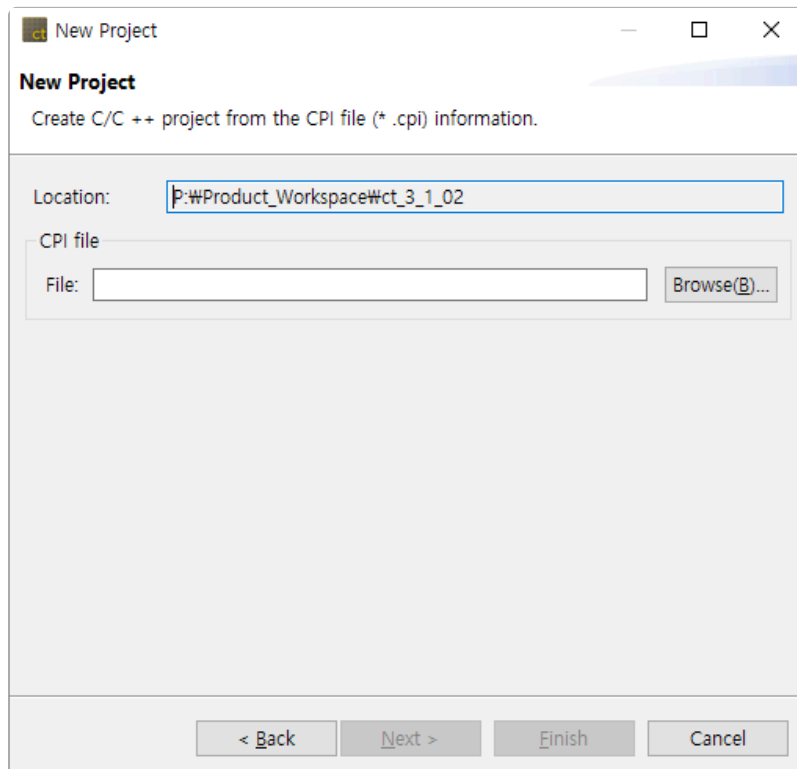 ct New Project
New Project
Create C/C ++ project from the CPI file (* .cpi) information.
Location: P:₩Product_Workspace₩ct_3_1_02
CPI file
File: Browse(B)...
< Back Next > Finish Cancel